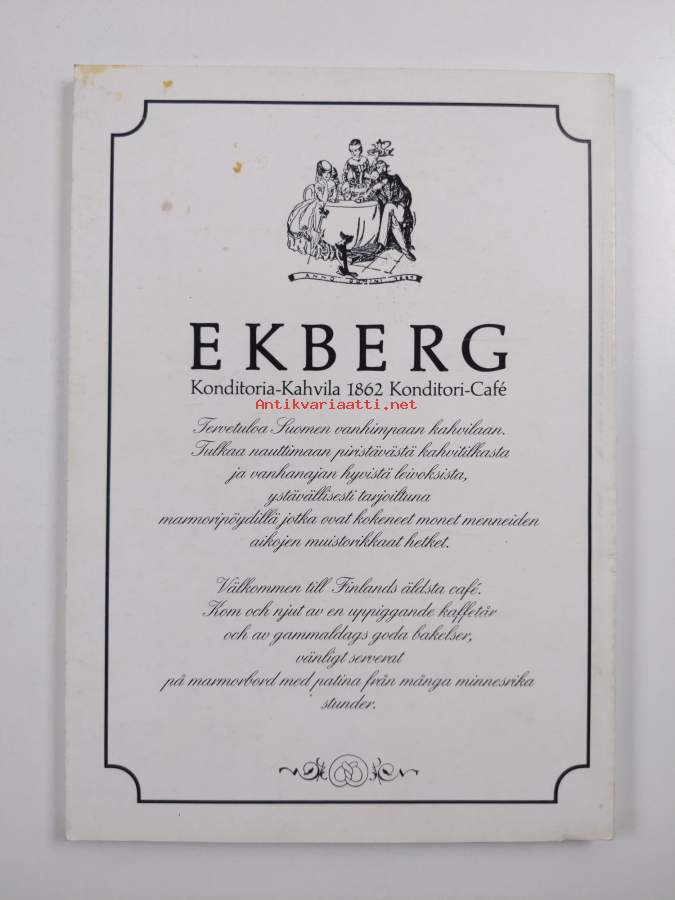 EKBERG
Konditoria-Kahvila 1862 Konditori-Café
Antikvariaatti.net
Tervetuloa Suomen vanhimpaan kahvilaan.
Tulkaa nauttimaan piristävästä kahvitilkasta
ja vanhanajan hyvistä leivoksista,
ystävällisesti tarjoiltuna
marmoripöydillä jotka ovat kokeneet monet menneiden
aikojen muistorikkaat hetket.
Välkommen till Finlands äldsta café.
Kom och njut av en uppiggande kaffetår
och av gammaldags goda bakelser,
vänligt serverat
på marmorbord med patina från många minnesrika
stunder.